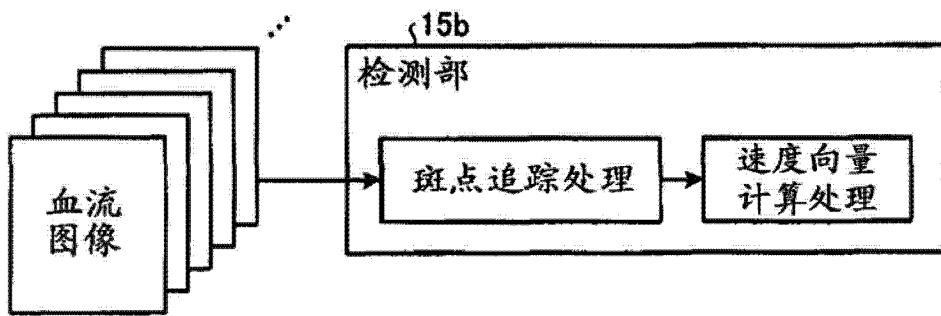 15b
检测部
血流
图像
斑点追踪处理
速度向量
计算处理